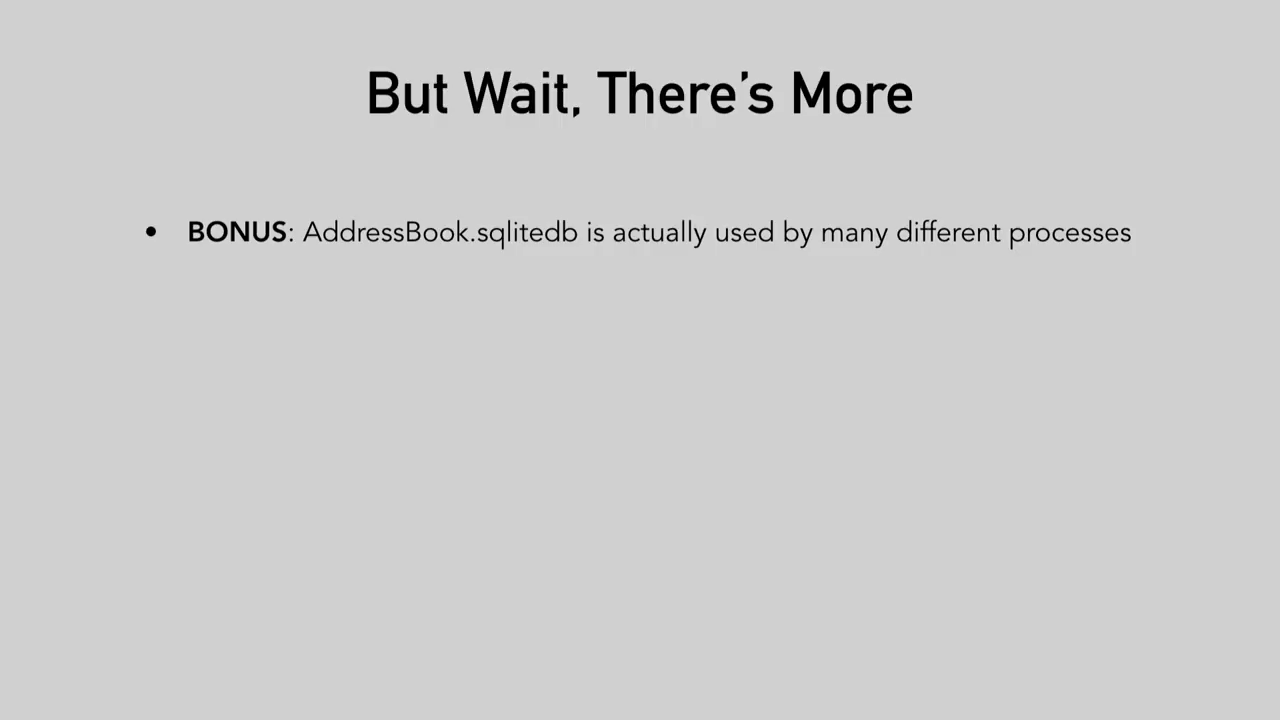 But Wait, There’s More
• BONUS: AddressBook.sqlitedb is actually used by many different processes